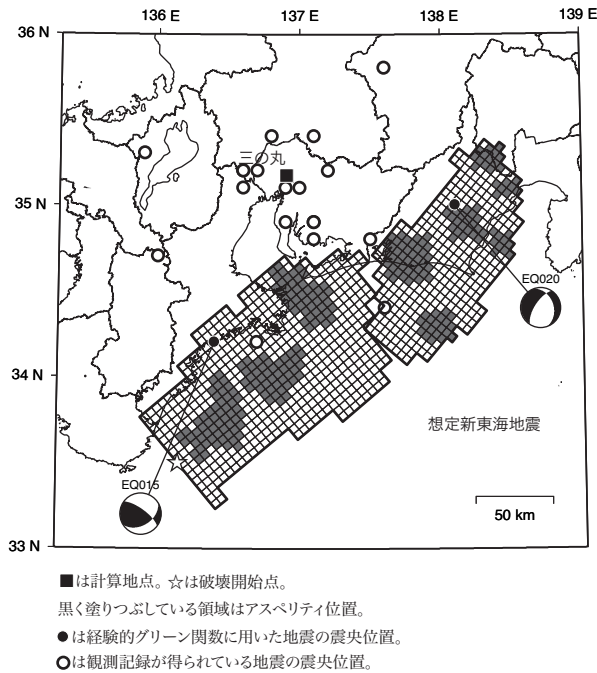 136 E 137 E 138 E 139 E
36 N
三の丸
35 N
EQ020
34 N
想定新東海地震
EQ015
50 km
33 N
■は計算地点。☆は破壊開始点。
黒く塗りつぶしている領域はアスペリティ位置。
●は経験的グリーン関数に用いた地震の震央位置。
○は観測記録が得られている地震の震央位置。